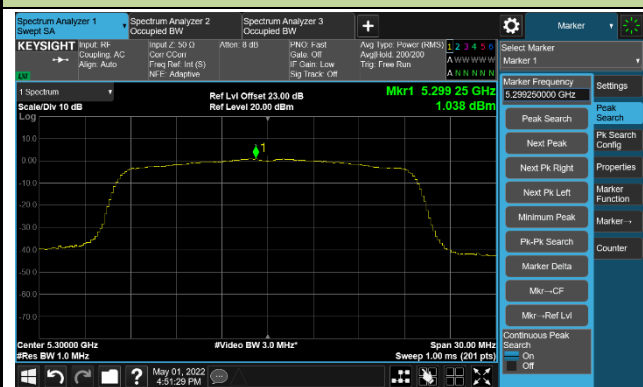 Spectrum Analyzer 1
Swept SA
Spectrum Analyzer 2
Occupied BW
Spectrum Analyzer 3
Occupied BW
Marker
KEYSIGHT
Input: RF
Coupling: AC
Align: Auto
Input Z: 50 Ω
Corr CCorr
Freq Ref: Int (S)
NFE: Adaptive
Atten: 8 dB
PNO: Fast
Gate: Off
IF Gain: Low
Sig Track: Off
Avg Type: Power (RMS)
Avg|Hold: 200/200
Trig: Free Run
1 2 3 4 5 6
A W W W W W
A N N N N N
LXI
Select Marker
Marker 1
1 Spectrum
Scale/Div 10 dB
Log
Ref Lvl Offset 23.00 dB
Ref Level 20.00 dBm
Mkr1 5.299 25 GHz
1.038 dBm
10.0
0.00
-10.0
-20.0
-30.0
-40.0
-50.0
-60.0
-70.0
1
Center 5.30000 GHz
#Res BW 1.0 MHz
#Video BW 3.0 MHz*
Span 30.00 MHz
Sweep 1.00 ms (201 pts)
Marker Frequency
5.299250000 GHz
Peak Search
Next Peak
Next Pk Right
Next Pk Left
Minimum Peak
Pk-Pk Search
Marker Delta
Mkr→CF
Mkr→Ref Lvl
Continuous Peak
Search
On
Off
Settings
Peak
Search
Pk Search
Config
Properties
Marker
Function
Marker→
Counter
May 01, 2022
4:51:29 PM